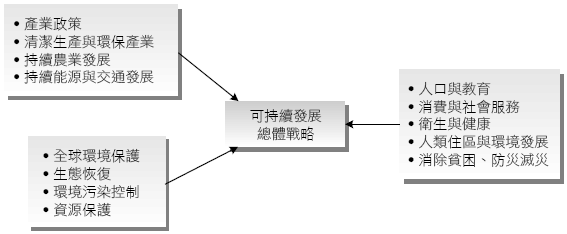 • 產業政策
• 清潔生產與環保產業
• 持續農業發展
• 持續能源與交通發展
可持續發展
總體戰略
• 人口與教育
• 消費與社會服務
• 衛生與健康
• 人類住區與環境發展
• 消除貧困、防災減災
• 全球環境保護
• 生態恢復
• 環境污染控制
• 資源保護